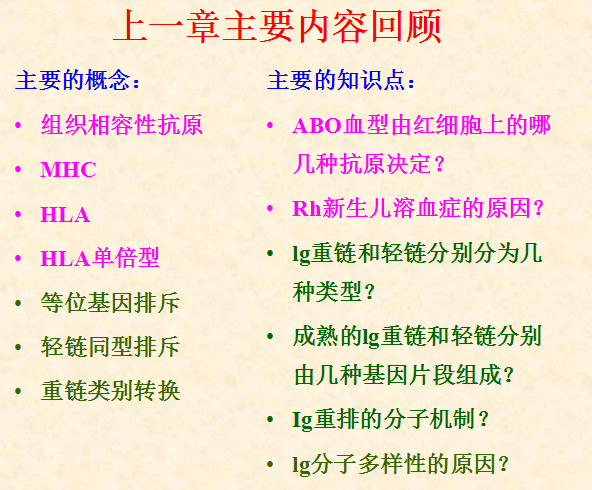 上一章主要内容回顾
主要的概念：
• 组织相容性抗原
• MHC
• HLA
• HLA单倍型
• 等位基因排斥
• 轻链同型排斥
• 重链类别转换
主要的知识点：
• ABO血型由红细胞上的哪
几种抗原决定？
• Rh新生儿溶血症的原因？
• lg重链和轻链分别分为几
种类型？
• 成熟的lg重链和轻链分别
由几种基因片段组成？
• Ig重排的分子机制？
• lg分子多样性的原因？